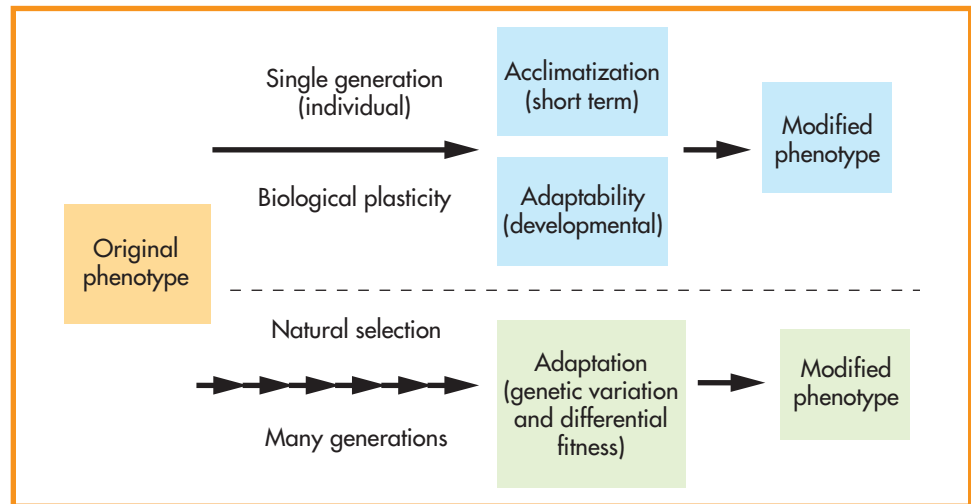 Original
phenotype
Single generation
(individual)
Biological plasticity
Acclimatization
(short term)
Adaptability
(developmental)
Modified
phenotype
Natural selection
Many generations
Adaptation
(genetic variation
and differential
fitness)
Modified
phenotype